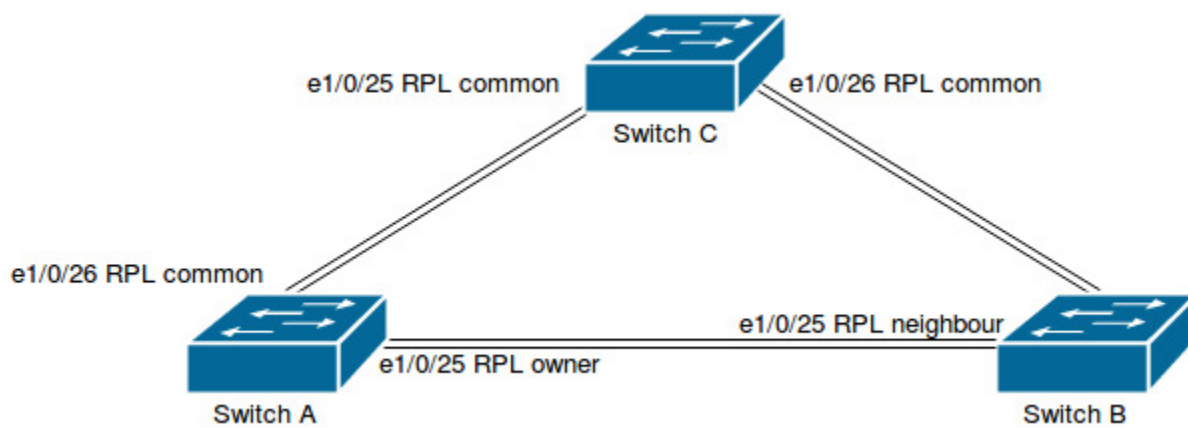 e1/0/25 RPL common
e1/0/26 RPL common
Switch C
e1/0/26 RPL common
e1/0/25 RPL neighbour
e1/0/25 RPL owner
Switch A
Switch B